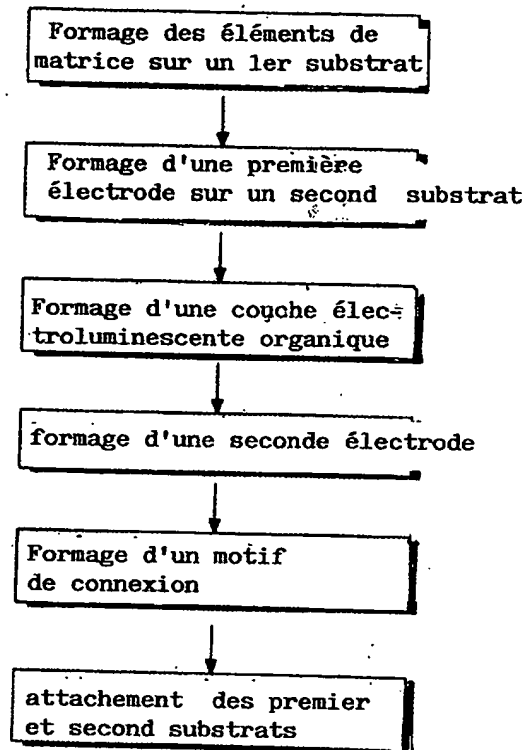 Formage des éléments de
matrice sur un 1er substrat
Formage d'une première
électrode sur un second substrat
Formage d'une couche élec-
troluminescente organique
formage d'une seconde électrode
Formage d'un motif
de connexion
attachement des premier
et second substrats